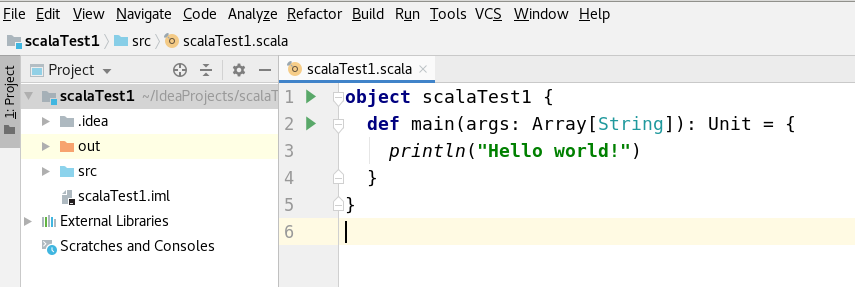 File Edit View Navigate Code Analyze Refactor Build Run Tools VCS Window Help
scalaTest1 src scalaTest1.scala
1: Project
Project
scalaTest1 ~/IdeaProjects/scalaT
.idea
out
src
scalaTest1.iml
External Libraries
Scratches and Consoles
scalaTest1.scala
1 object scalaTest1 {
2 def main(args: Array[String]): Unit = {
3 println("Hello world!")
4 }
5 }
6